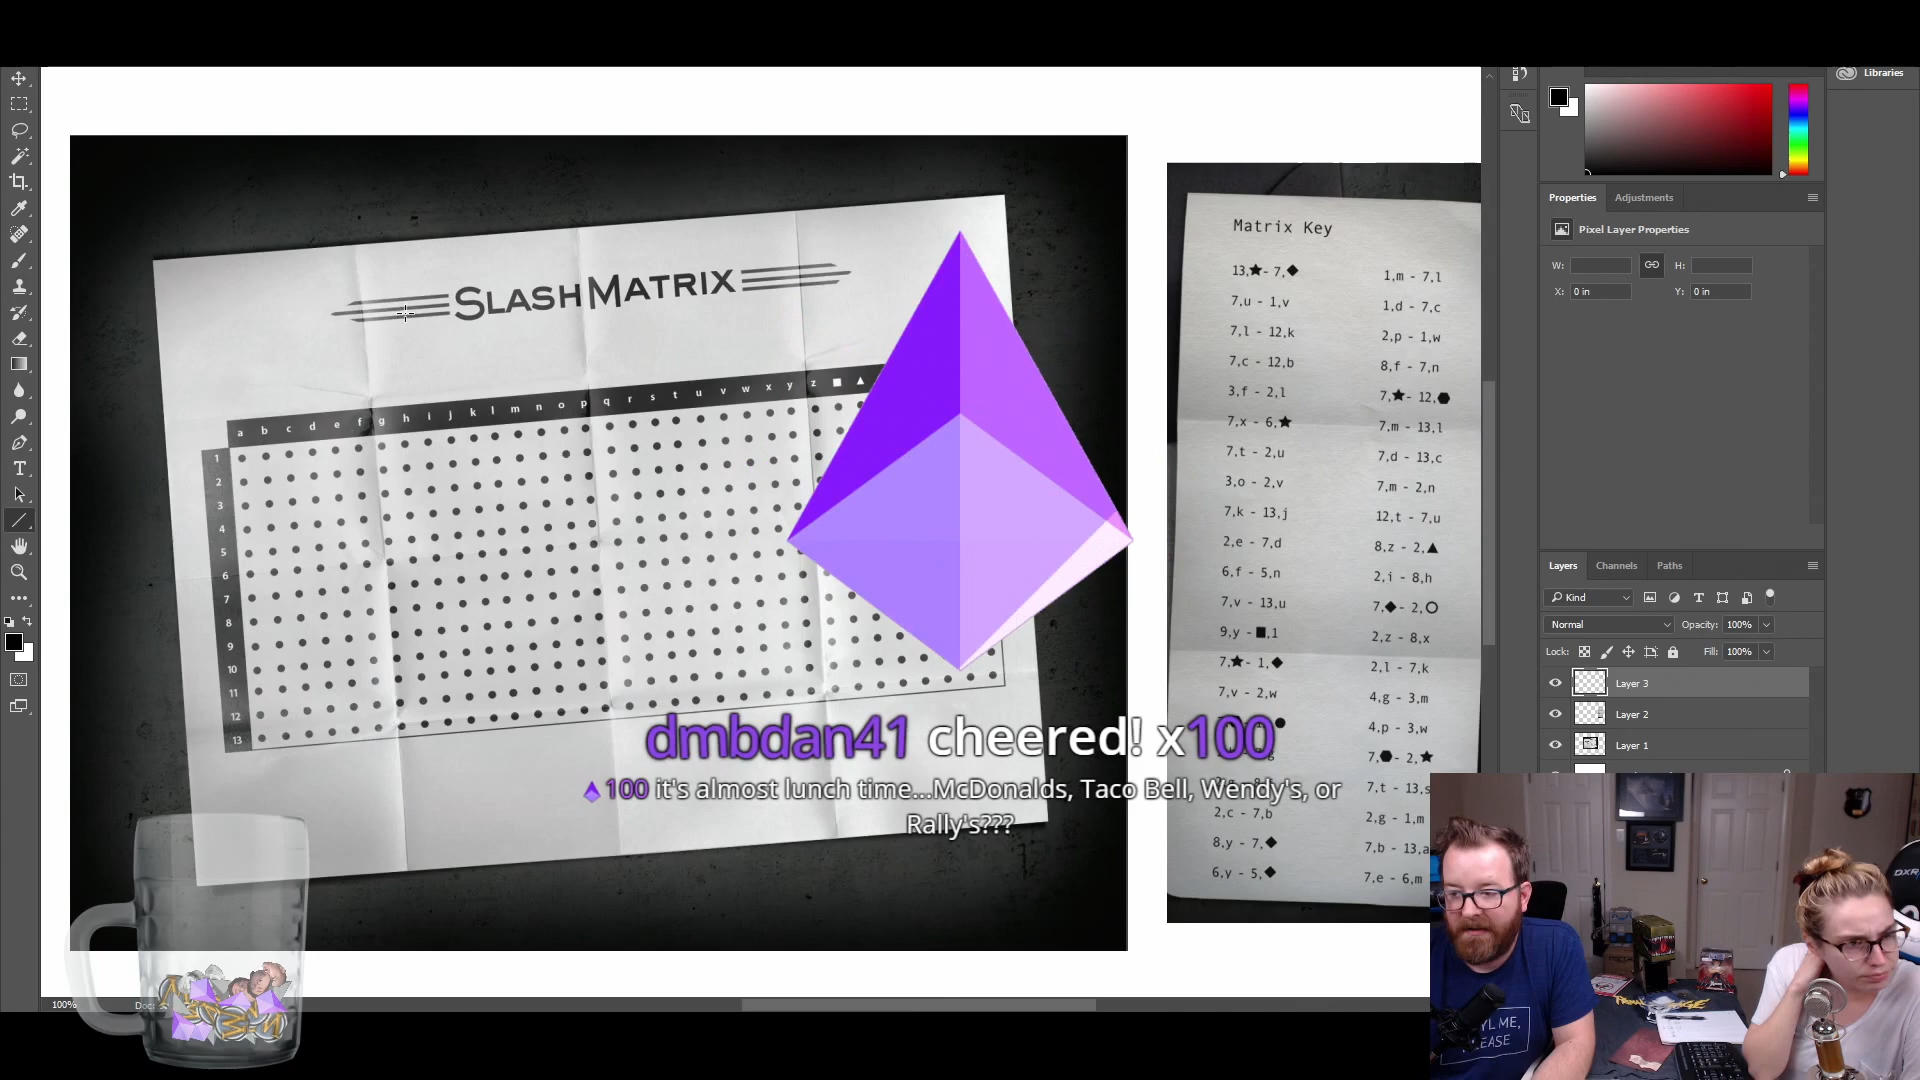 Libraries
Properties
Adjustments
Pixel Layer Properties
W:
H:
X: 0 in
Y: 0 in
Layers
Channels
Paths
Kind
Normal
Opacity: 100%
Lock:
Fill: 100%
Layer 3
Layer 2
Layer 1
SLASHMATRIX
a b c d e f g h i j k l m n o p q r s t u v w x y z ■ ▲
1
2
3
4
5
6
7
8
9
10
11
12
13
Matrix Key
13,★- 7,◆
7,u - 1,v
7,l - 12,k
7,c - 12,b
3,f - 2,l
7,x - 6,★
7,t - 2,u
3,o - 2,v
7,k - 13,j
2,e - 7,d
6,f - 5,n
7,v - 13,u
9,y - ■,1
7,★- 1,◆
7,v - 2,w
2,c - 7,b
8,y - 7,◆
6,y - 5,◆
1,m - 7,l
1,d - 7,c
2,p - 1,w
8,f - 7,n
7,★- 12,⬣
7,m - 13,l
7,d - 13,c
7,m - 2,n
12,t - 7,u
8,z - 2,▲
2,i - 8,h
7,◆- 2,○
2,z - 8,x
2,l - 7,k
4,g - 3,m
4,p - 3,w
7,⬣- 2,★
7,t - 13,s
2,g - 1,m
7,b - 13,a
7,e - 6,m
dmbdan41 cheered! x100
100 it's almost lunch time...McDonalds, Taco Bell, Wendy's, or
Rally's???
100%
Doc:
DXR
YL ME,
LEASE